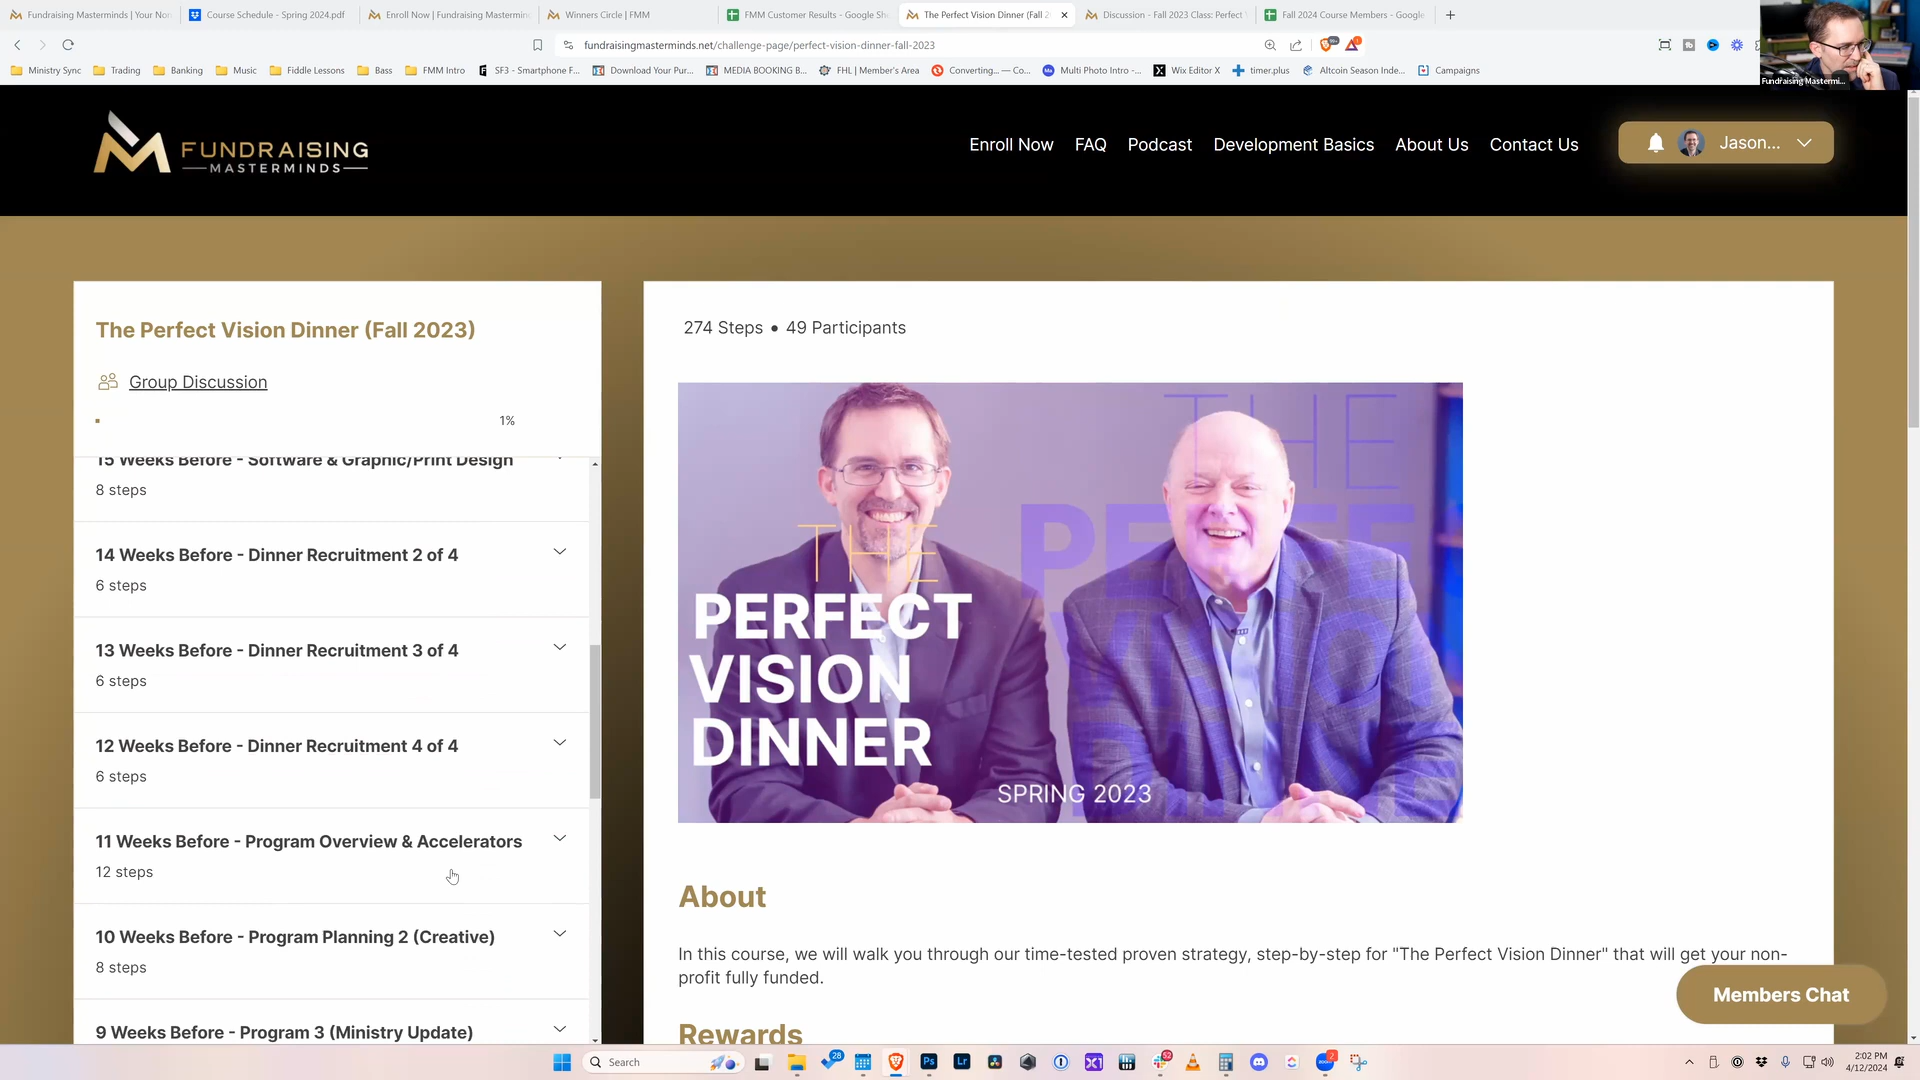 Fundraising Masterminds | Your Non
Course Schedule - Spring 2024.pdf
Enroll Now | Fundraising Mastermin
Winners Circle | FMM
FMM Customer Results - Google She
The Perfect Vision Dinner (Fall 2
Discussion - Fall 2023 Class: Perfect V
Fall 2024 Course Members - Google
fundraisingmasterminds.net/challenge-page/perfect-vision-dinner-fall-2023
Ministry Sync
Trading
Banking
Music
Fiddle Lessons
Bass
FMM Intro
SF3 - Smartphone F...
Download Your Pur...
MEDIA BOOKING B...
FHL | Member's Area
Converting... — Co...
Multi Photo Intro -...
Wix Editor X
timer.plus
Altcoin Season Inde...
Campaigns
Fundraising Mastermi...
FUNDRAISING
MASTERMINDS
Enroll Now
FAQ
Podcast
Development Basics
About Us
Contact Us
Jason...
The Perfect Vision Dinner (Fall 2023)
Group Discussion
1%
15 Weeks Before - Software & Graphic/Print Design
8 steps
14 Weeks Before - Dinner Recruitment 2 of 4
6 steps
13 Weeks Before - Dinner Recruitment 3 of 4
6 steps
12 Weeks Before - Dinner Recruitment 4 of 4
6 steps
11 Weeks Before - Program Overview & Accelerators
12 steps
10 Weeks Before - Program Planning 2 (Creative)
8 steps
9 Weeks Before - Program 3 (Ministry Update)
274 Steps • 49 Participants
THE
PERFECT
VISION
DINNER
SPRING 2023
About
In this course, we will walk you through our time-tested proven strategy, step-by-step for "The Perfect Vision Dinner" that will get your non-
profit fully funded.
Rewards
Members Chat
Search
2:02 PM
4/12/2024